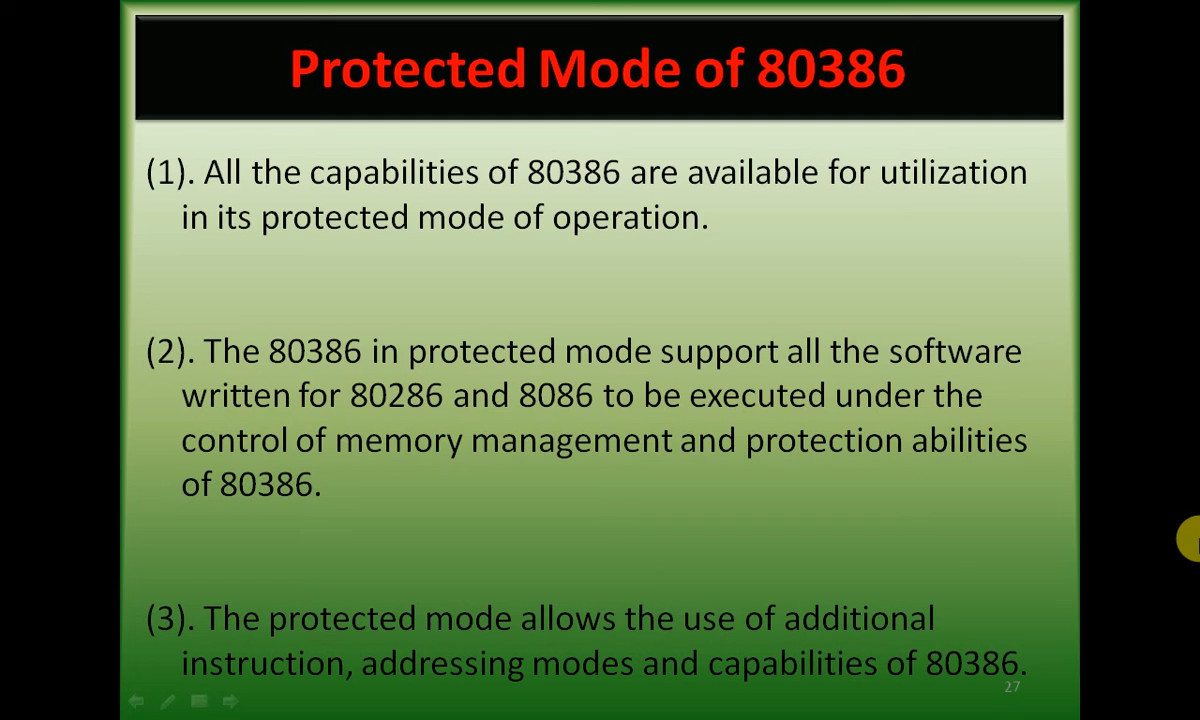 Protected Mode of 80386
(1). All the capabilities of 80386 are available for utilization
in its protected mode of operation.
(2). The 80386 in protected mode support all the software
written for 80286 and 8086 to be executed under the
control of memory management and protection abilities
of 80386.
(3). The protected mode allows the use of additional
instruction, addressing modes and capabilities of 80386.
27